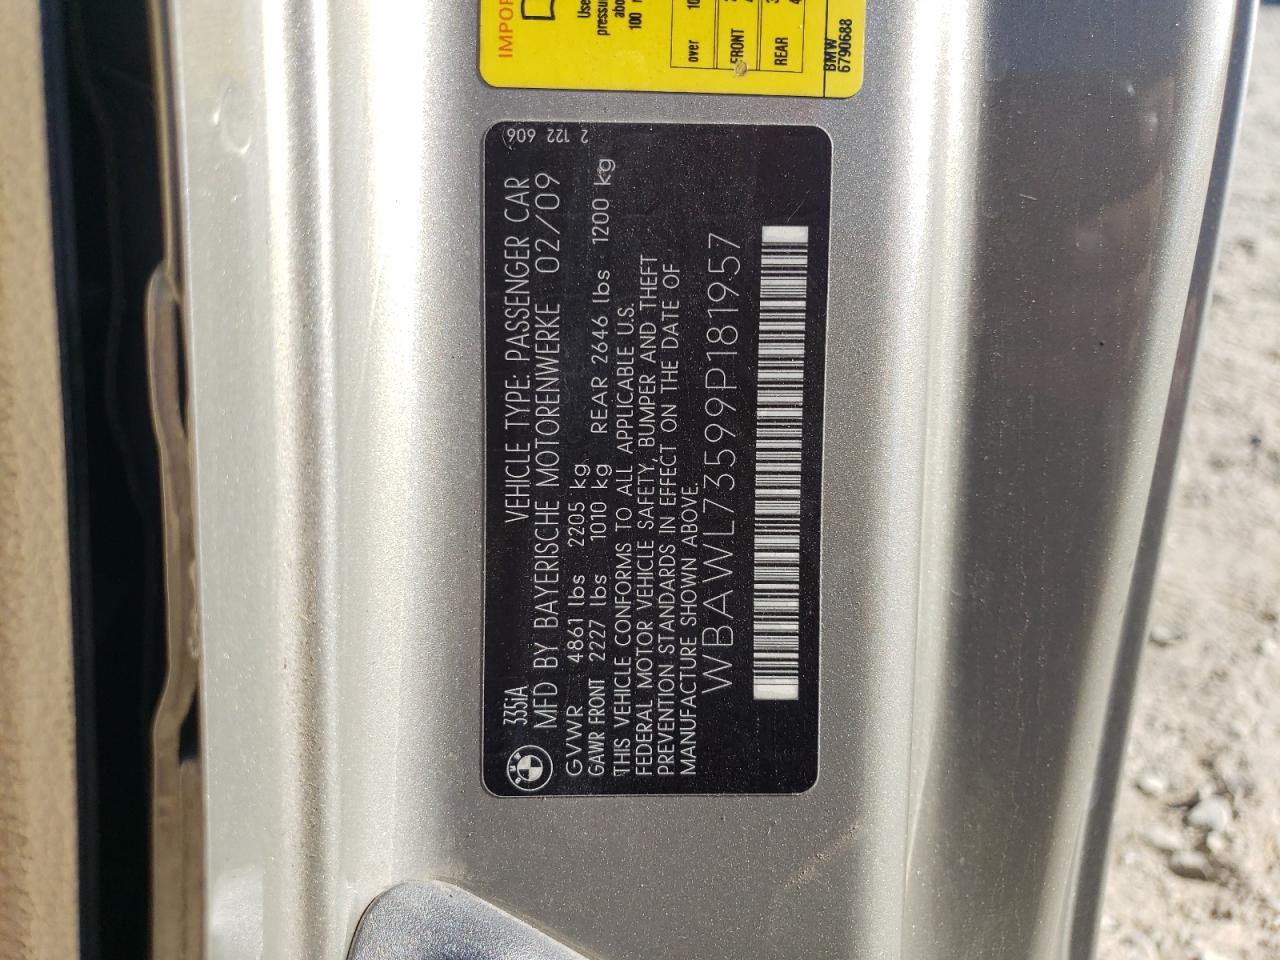 335iA VEHICLE TYPE: PASSENGER CAR
MFD BY BAYERISCHE MOTORENWERKE 02/09
GVWR 4861 lbs 2205 kg
GAWR FRONT 2227 lbs 1010 kg REAR 2646 lbs 1200 kg
THIS VEHICLE CONFORMS TO ALL APPLICABLE U.S.
FEDERAL MOTOR VEHICLE SAFETY, BUMPER AND THEFT
PREVENTION STANDARDS IN EFFECT ON THE DATE OF
MANUFACTURE SHOWN ABOVE.
WBAWL73599P181957
2 122 606
over 10
FRONT
REAR
BMW
6790688